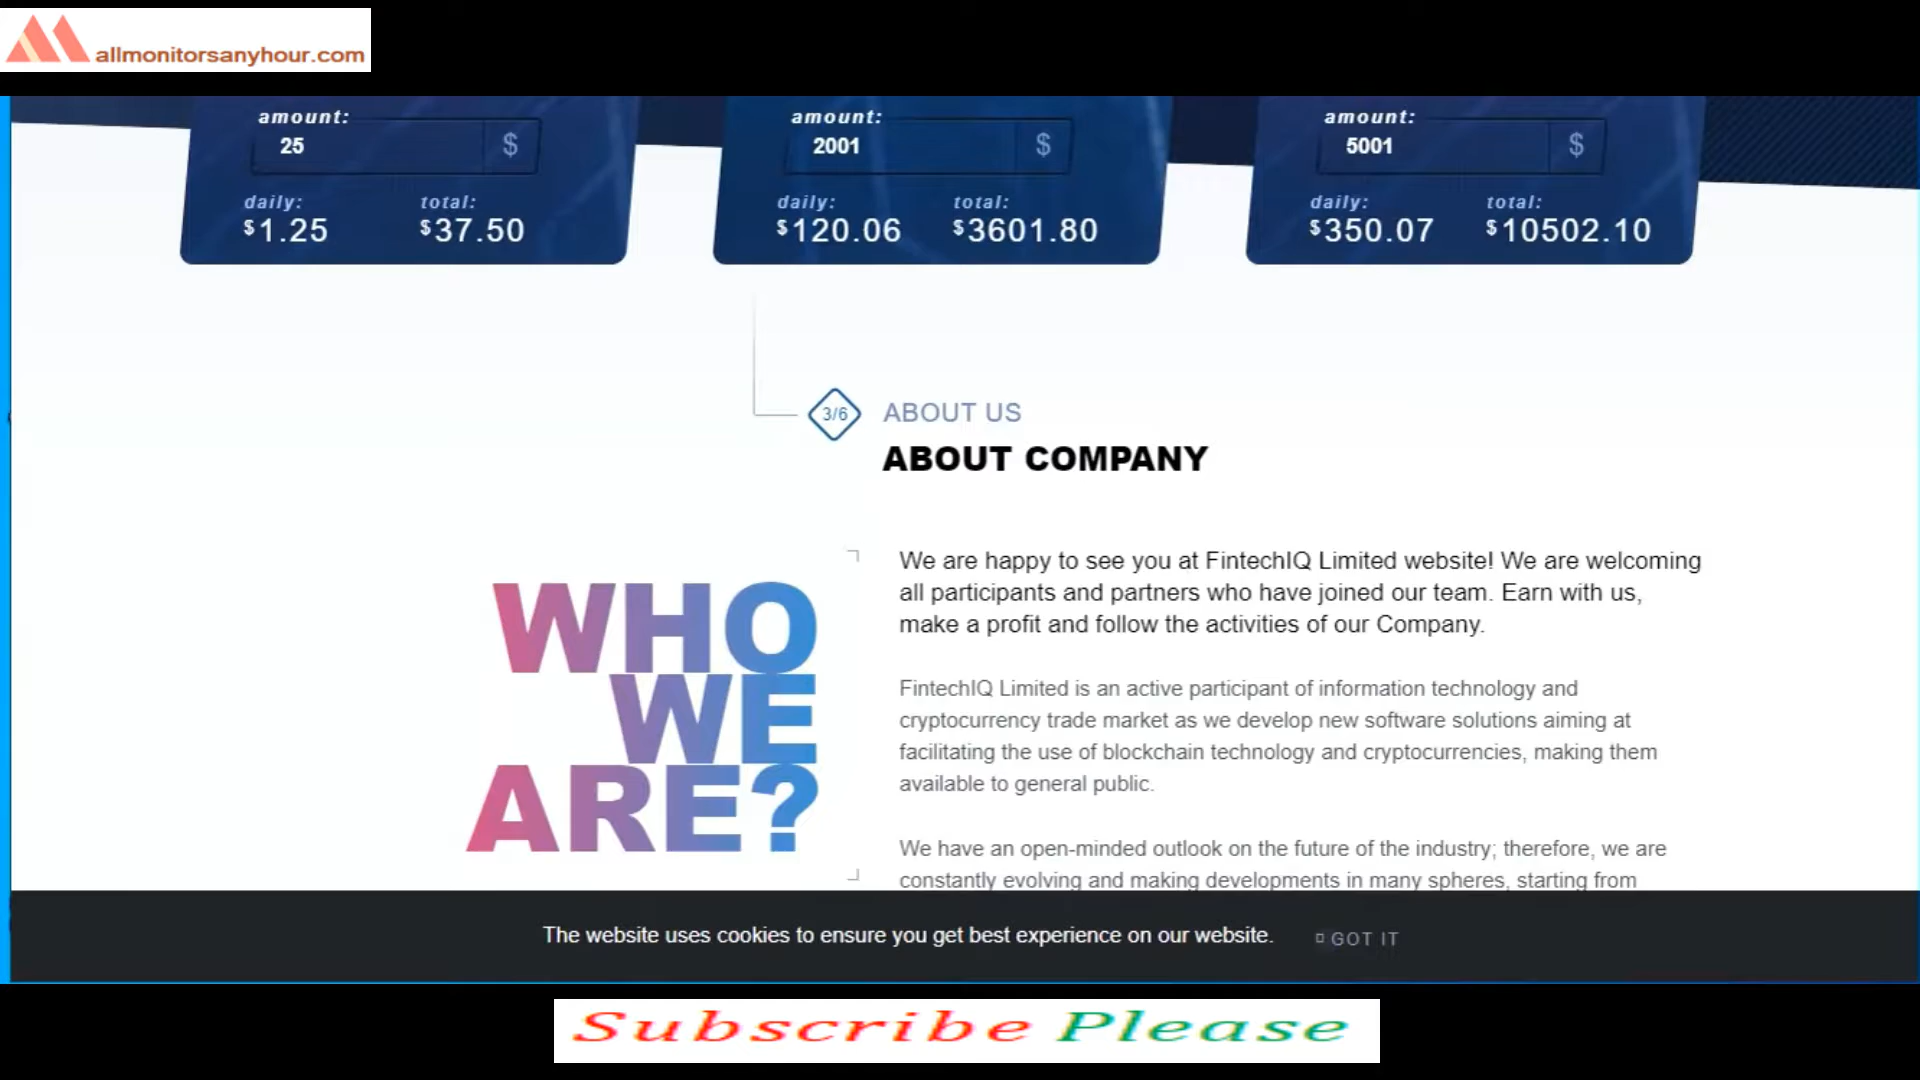 allmonitorsanyhour.com
amount:
25 $
daily: total:
$1.25 $37.50
amount:
2001 $
daily: total:
$120.06 $3601.80
amount:
5001 $
daily: total:
$350.07 $10502.10
3/6 ABOUT US
ABOUT COMPANY
WHO
WE
ARE?
We are happy to see you at FintechIQ Limited website! We are welcoming
all participants and partners who have joined our team. Earn with us,
make a profit and follow the activities of our Company.
FintechIQ Limited is an active participant of information technology and
cryptocurrency trade market as we develop new software solutions aiming at
facilitating the use of blockchain technology and cryptocurrencies, making them
available to general public.
We have an open-minded outlook on the future of the industry; therefore, we are
constantly evolving and making developments in many spheres, starting from
The website uses cookies to ensure you get best experience on our website. GOT IT
Subscribe Please